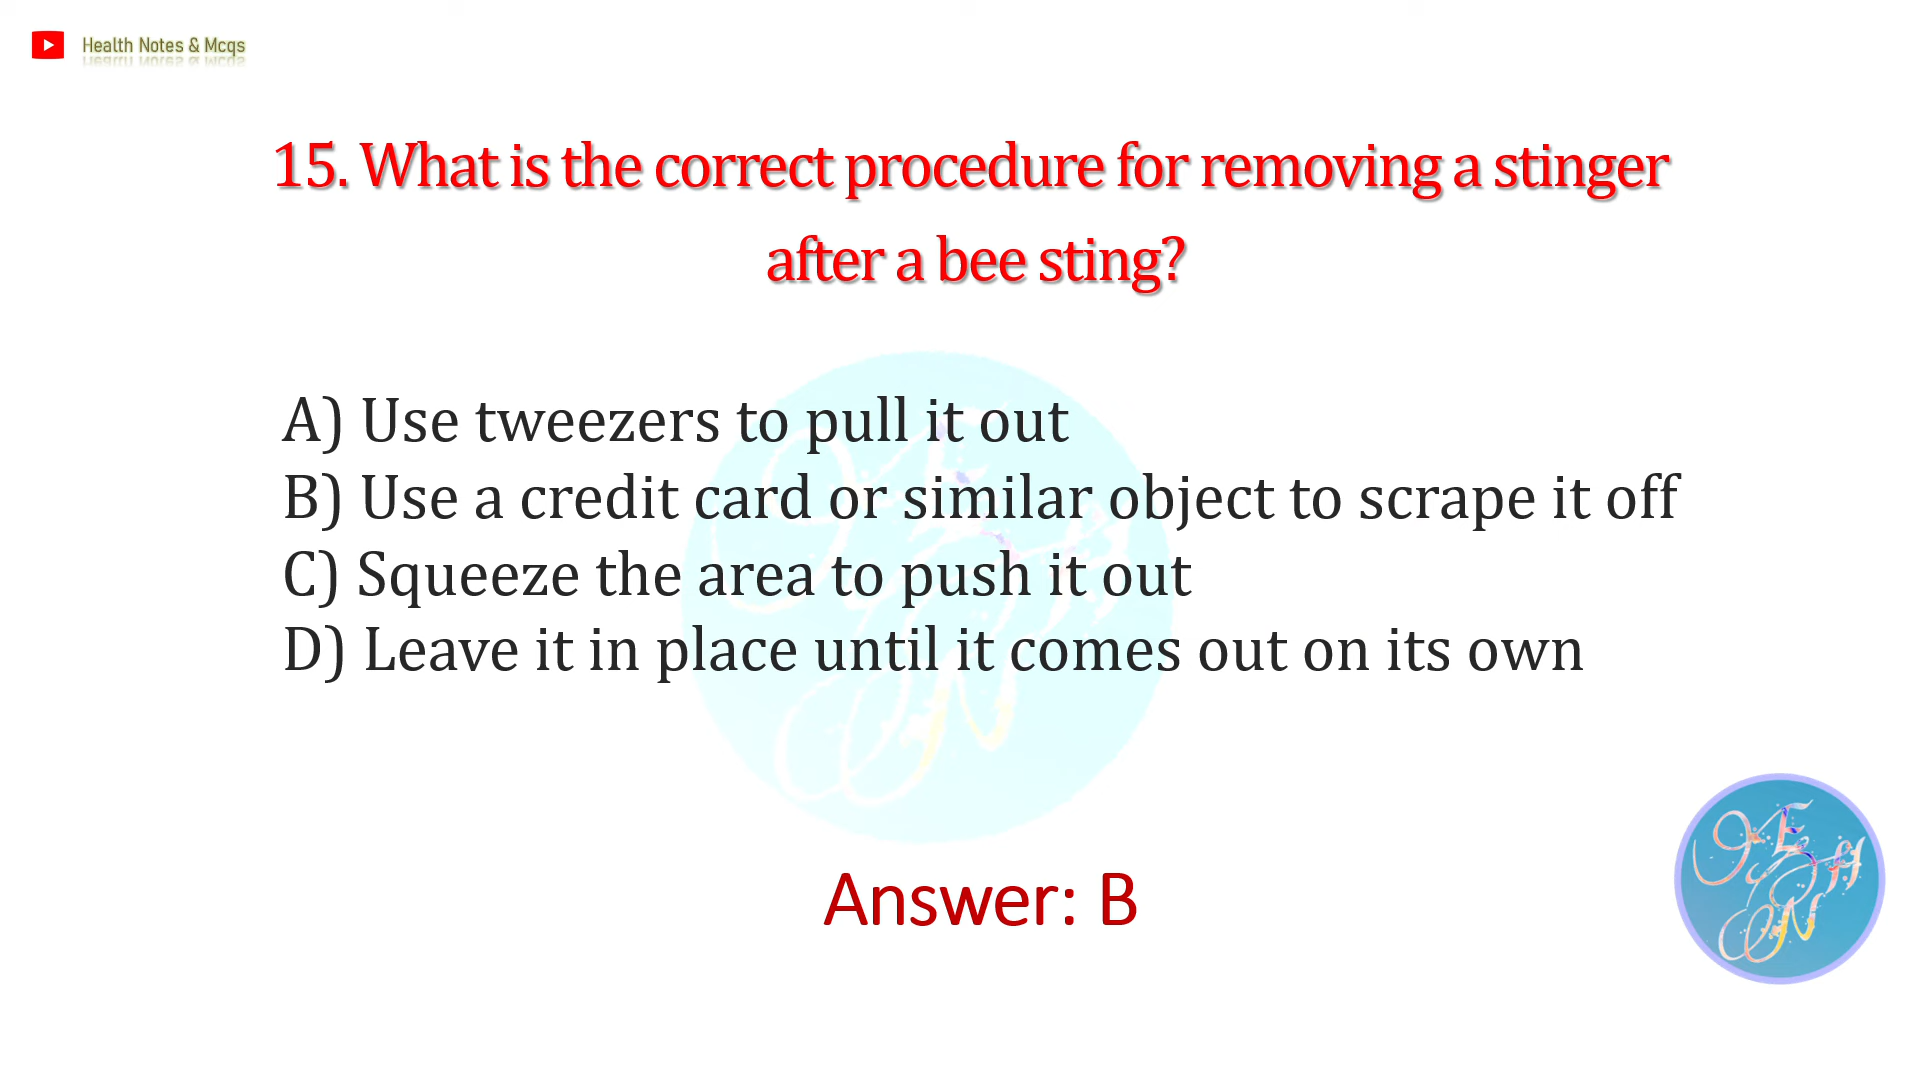 Health Notes & Mcqs
15. What is the correct procedure for removing a stinger
after a bee sting?
A) Use tweezers to pull it out
B) Use a credit card or similar object to scrape it off
C) Squeeze the area to push it out
D) Leave it in place until it comes out on its own
Answer: B